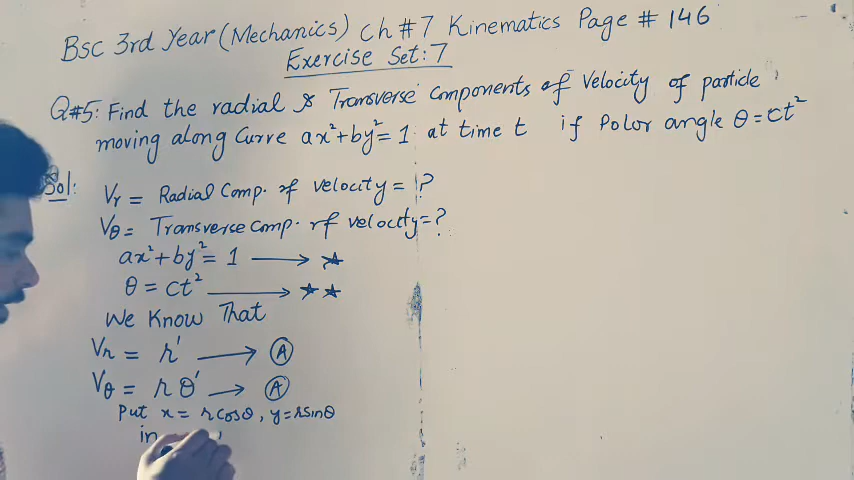 Bsc 3rd Year (Mechanics) Ch # 7 Kinematics Page # 146
Exercise Set: 7
Q#5: Find the radial & Transverse Components of Velocity of particle
moving along Curve ax²+by²=1 at time t if Polor angle θ=ct²
Sol:
Vr = Radial Comp. of velocity = ?
Vθ = Transverse Comp. of velocity = ?
ax²+by² = 1 ⟶ ★
θ = ct² ⟶ ★★
We Know That
Vr = r' ⟶ Ⓐ
Vθ = rθ' ⟶ Ⓐ
Put x = rcosθ, y=rsinθ
in